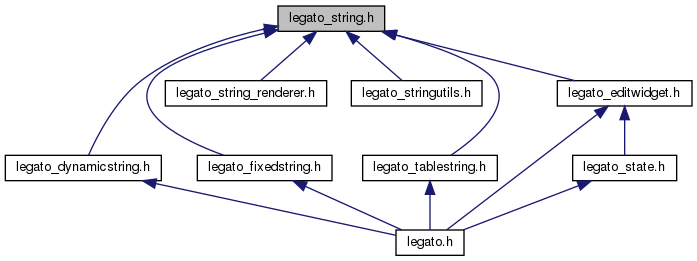 legato_string.h
legato_string_renderer.h
legato_stringutils.h
legato_editwidget.h
legato_dynamicstring.h
legato_fixedstring.h
legato_tablestring.h
legato_state.h
legato.h